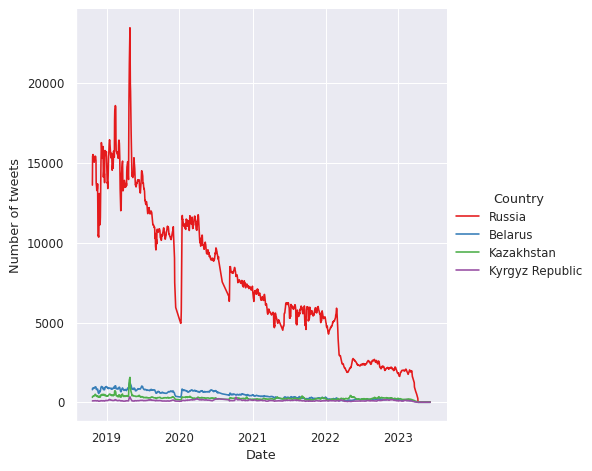 Number of tweets
20000
15000
10000
5000
0
2019 2020 2021 2022 2023
Date
Country
Russia
Belarus
Kazakhstan
Kyrgyz Republic